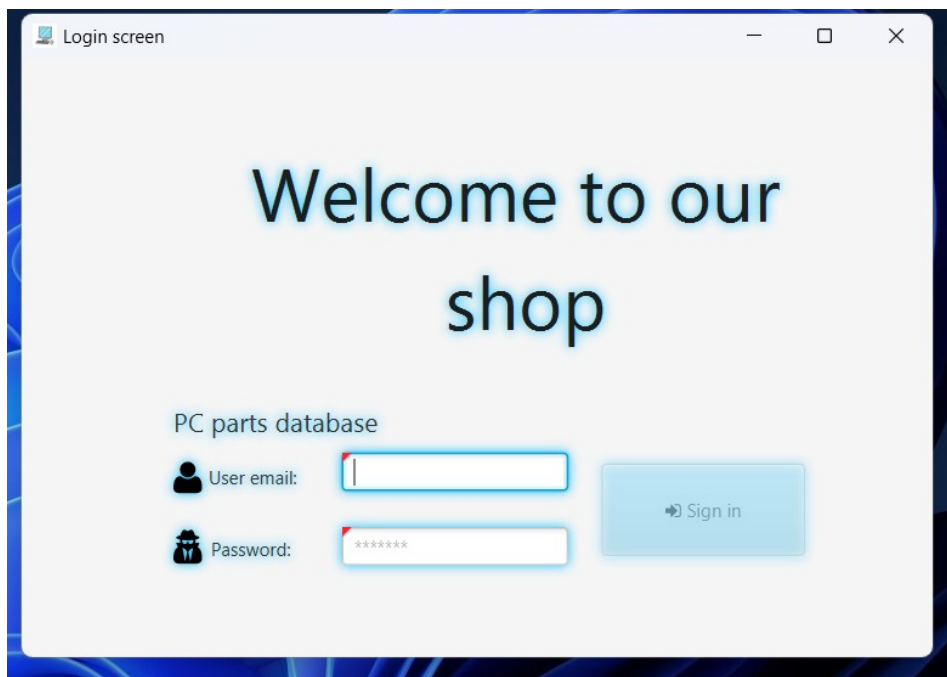 Login screen
Welcome to our
shop
PC parts database
User email:
Password:
*******
Sign in